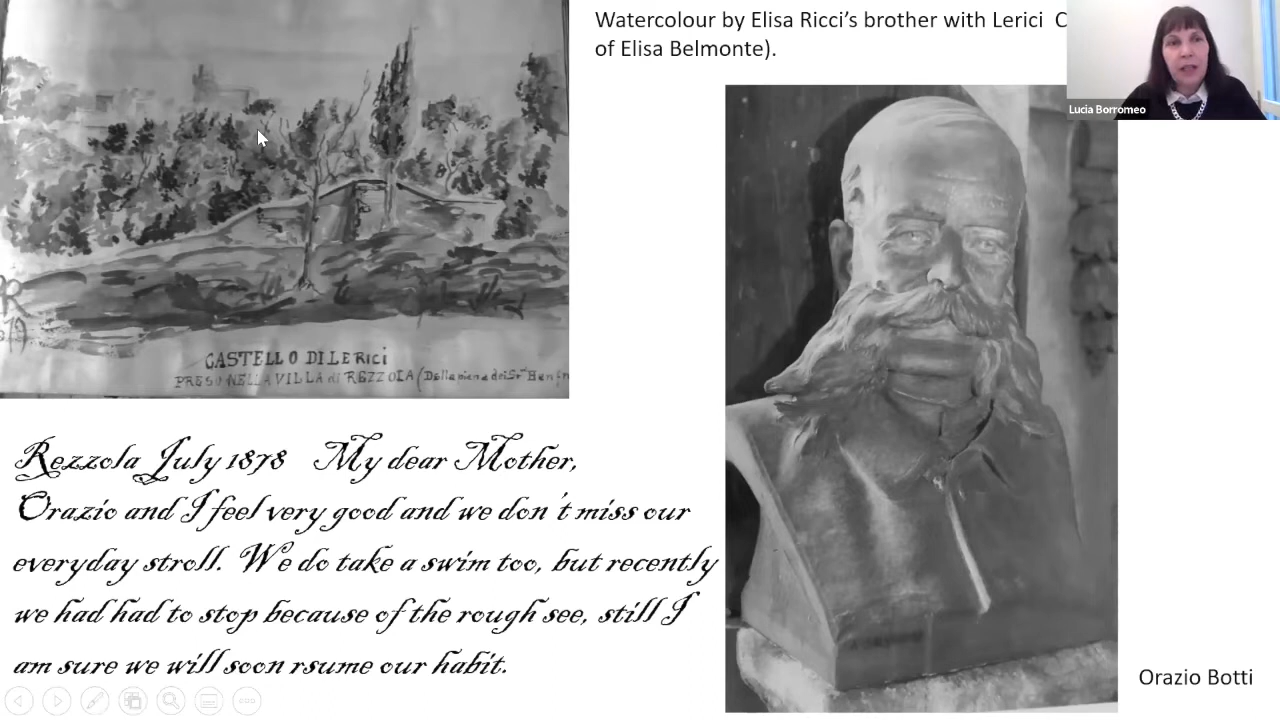 Watercolour by Elisa Ricci's brother with Lerici C
of Elisa Belmonte).
Lucia Borromeo
CASTELLO DI LERICI
PRESO NELLA VILLA di REZZOLA (Della
Rezzola July 1878 My dear Mother,
Orazio and I feel very good and we don't miss our
everyday stroll. We do take a swim too, but recently
we had had to stop because of the rough see, still I
am sure we will soon rsume our habit.
Orazio Botti